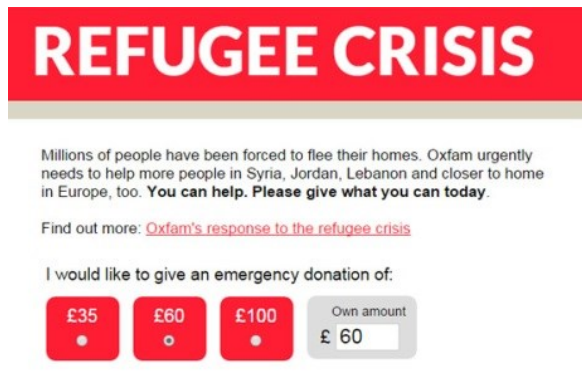 REFUGEE CRISIS
Millions of people have been forced to flee their homes. Oxfam urgently
needs to help more people in Syria, Jordan, Lebanon and closer to home
in Europe, too. You can help. Please give what you can today.
Find out more: Oxfam's response to the refugee crisis
I would like to give an emergency donation of:
£35 £60 £100 Own amount
£ 60